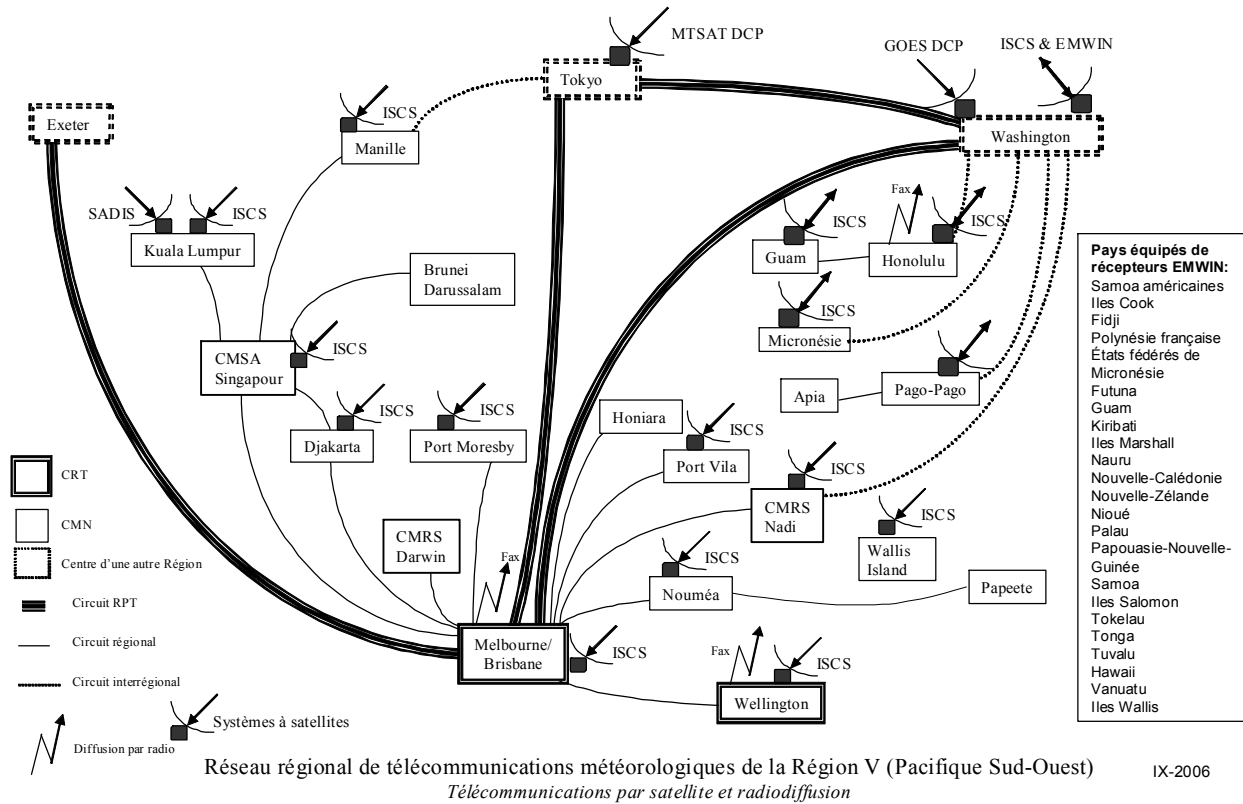 MTSAT DCP
GOES DCP
ISCS & EMWIN
Tokyo
Exeter
ISCS
Manille
Washington
SADIS
ISCS
Kuala Lumpur
ISCS
Guam
Fax
ISCS
Honolulu
Brunei
Darussalam
ISCS
Micronésie
ISCS
CMSA
Singapour
Apia
Pago-Pago
ISCS
Djakarta
ISCS
Port Moresby
Honiara
ISCS
Port Vila
ISCS
CMRS
Nadi
ISCS
Wallis
Island
CMRS
Darwin
Fax
ISCS
Nouméa
Papeete
Melbourne/
Brisbane
ISCS
Fax
ISCS
Wellington
Pays équipés de
récepteurs EMWIN:
Samoa américaines
Iles Cook
Fidji
Polynésie française
États fédérés de
Micronésie
Futuna
Guam
Kiribati
Iles Marshall
Nauru
Nouvelle-Calédonie
Nouvelle-Zélande
Nioué
Palau
Papouasie-Nouvelle-
Guinée
Samoa
Iles Salomon
Tokelau
Tonga
Tuvalu
Hawaii
Vanuatu
Iles Wallis
CRT
CMN
Centre d'une autre Région
Circuit RPT
Circuit régional
Circuit interrégional
Systèmes à satellites
Diffusion par radio
Réseau régional de télécommunications météorologiques de la Région V (Pacifique Sud-Ouest)
IX-2006
Télécommunications par satellite et radiodiffusion